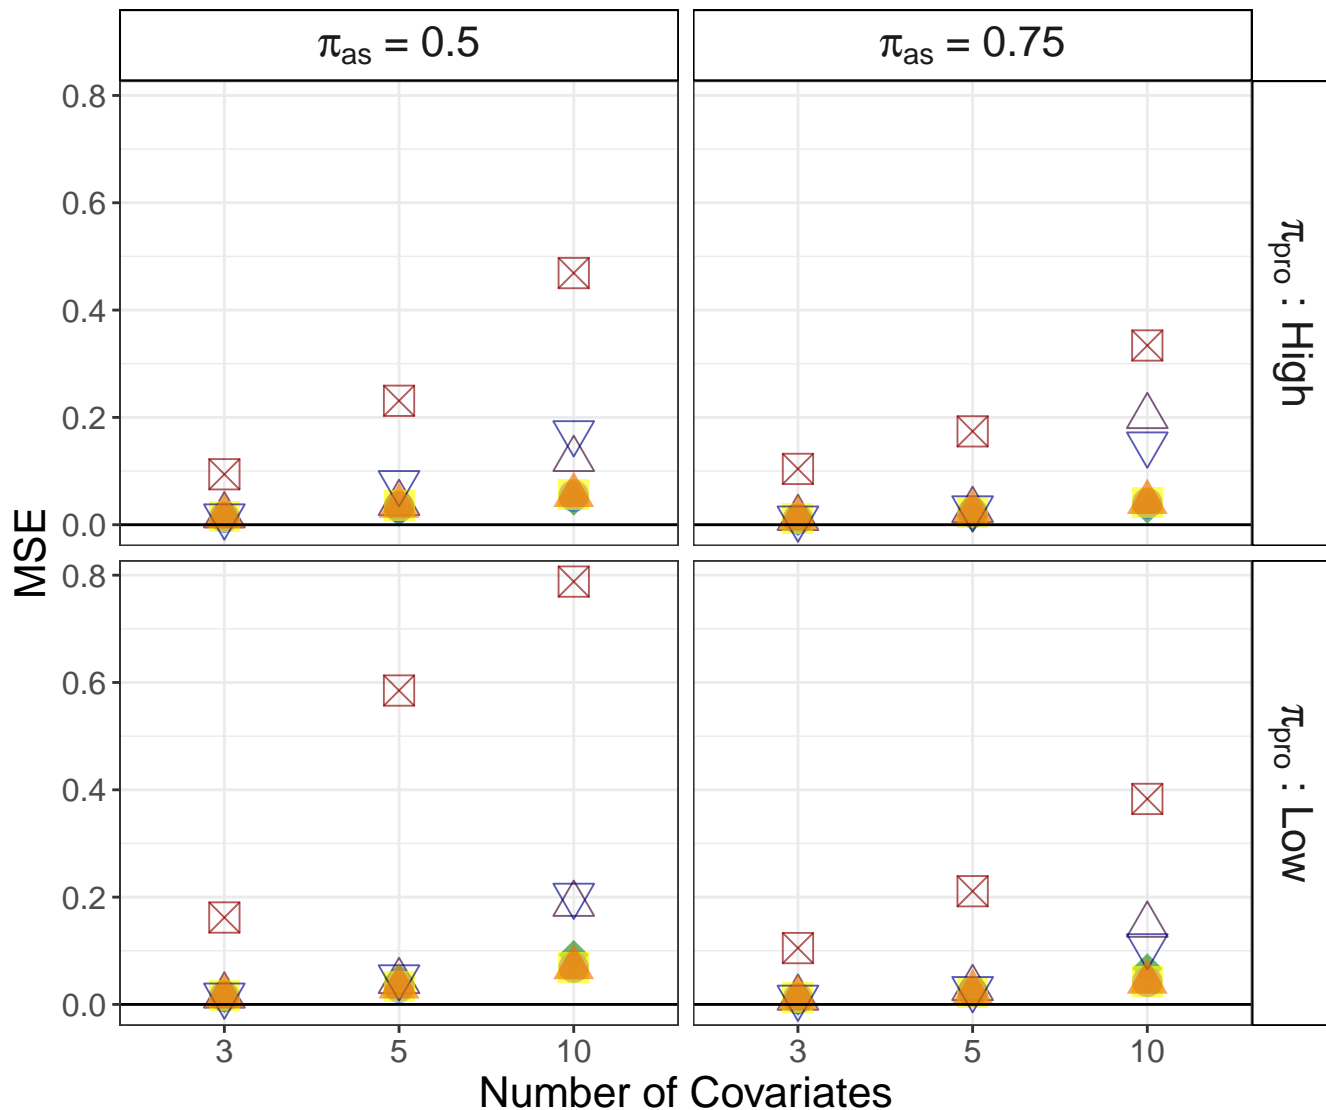 π_as = 0.5
π_as = 0.75
0.8
0.6
0.4
0.2
0.0
π_pro : High
MSE
0.8
0.6
0.4
0.2
0.0
π_pro : Low
3 5 10
3 5 10
Number of Covariates